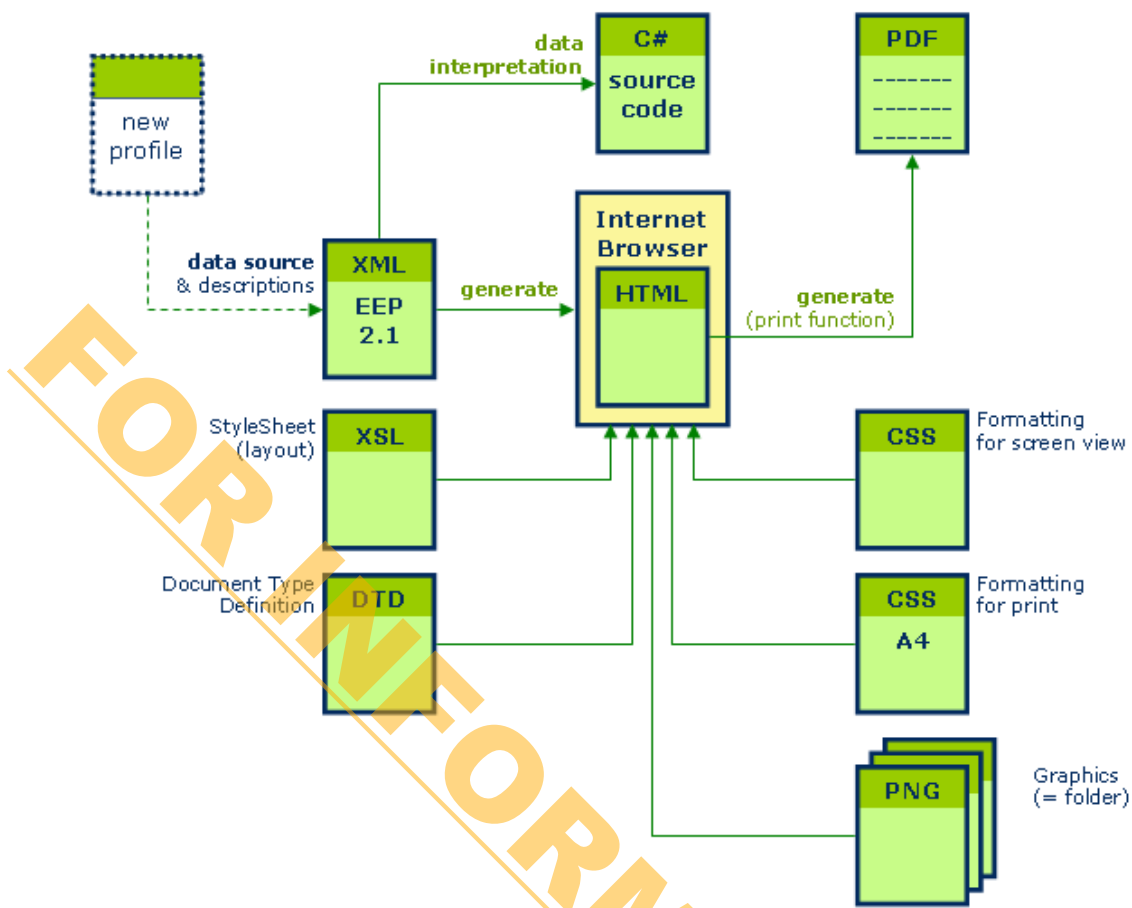 new
profile
data
interpretation
C#
source
code
PDF
-------
-------
-------
data source
& descriptions
XML
EEP
2.1
generate
Internet
Browser
HTML
generate
(print function)
StyleSheet
(layout)
XSL
CSS
Formatting
for screen view
Document Type
Definition
DTD
CSS
A4
Formatting
for print
PNG
Graphics
(= folder)
FOR INFORM